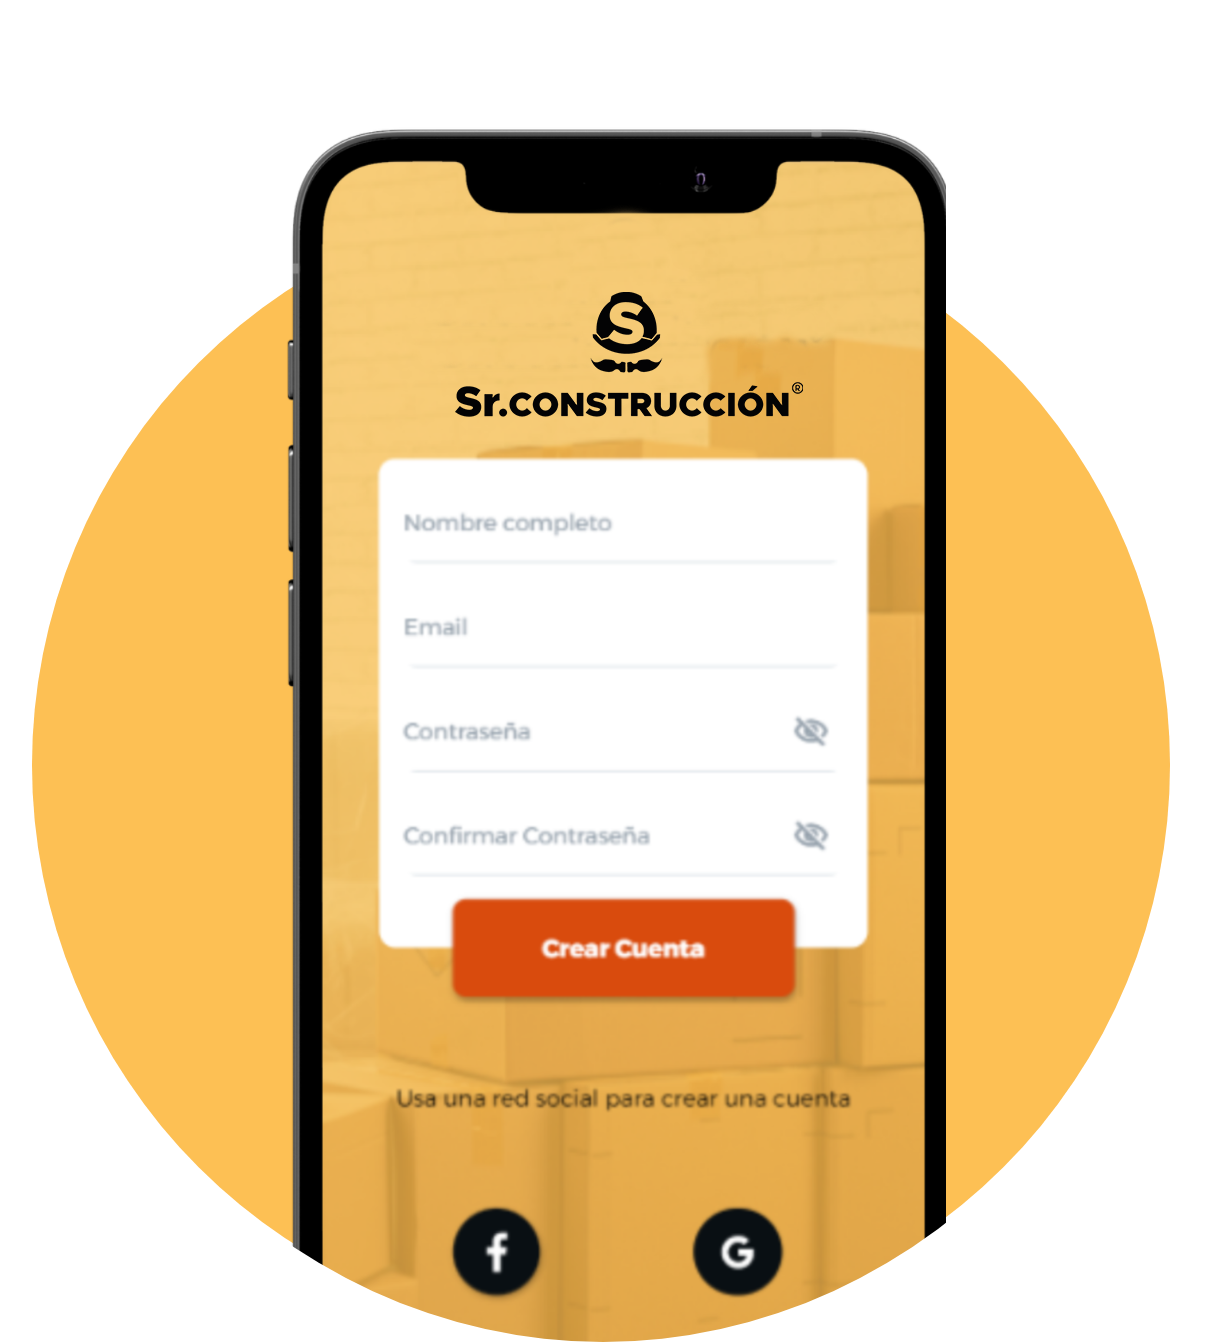 S
Sr.CONSTRUCCIÓN®
Nombre completo
Email
Contraseña
Confirmar Contraseña
Crear Cuenta
Usa una red social para crear una cuenta
f G